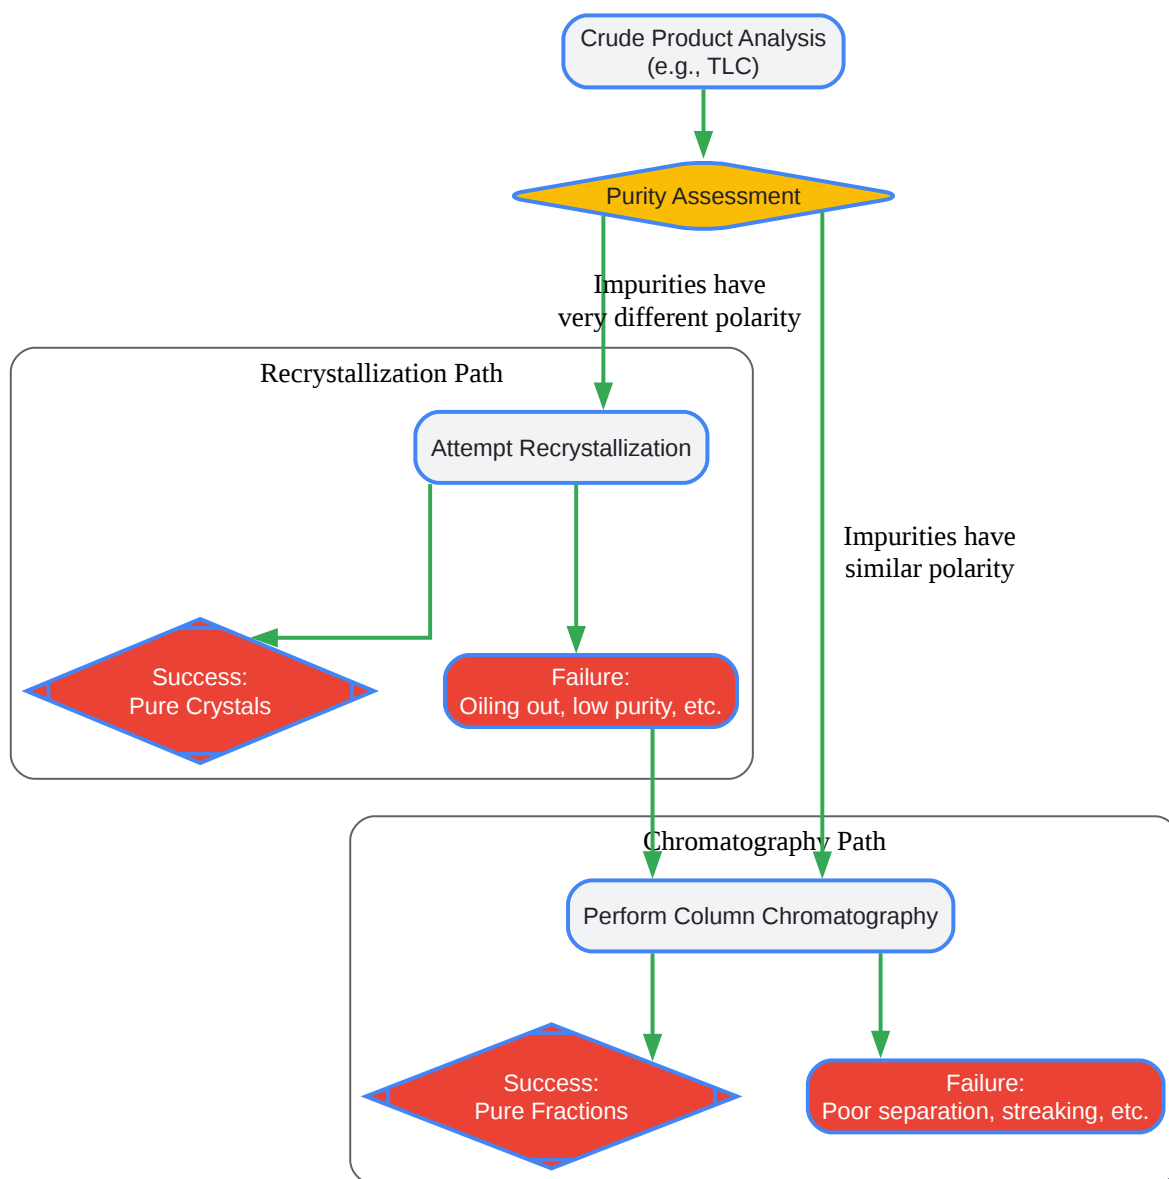 Crude Product Analysis
(e.g., TLC)
Purity Assessment
Impurities have
very different polarity
Recrystallization Path
Attempt Recrystallization
Impurities have
similar polarity
Success:
Pure Crystals
Failure:
Oiling out, low purity, etc.
Chromatography Path
Perform Column Chromatography
Success:
Pure Fractions
Failure:
Poor separation, streaking, etc.